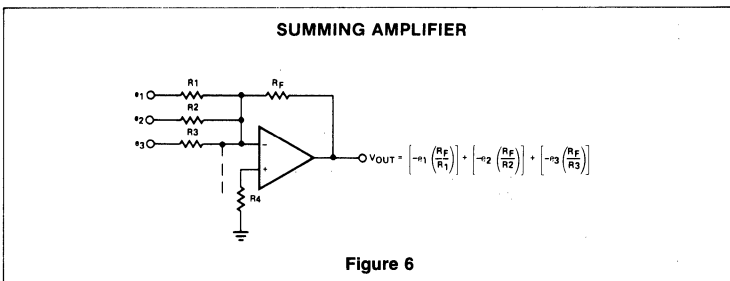 SUMMING AMPLIFIER
R1
RF
e1
R2
e2
R3
e3
−
+
VOUT = [−e1 (RF/R1)] + [−e2 (RF/R2)] + [−e3 (RF/R3)]
R4
Figure 6